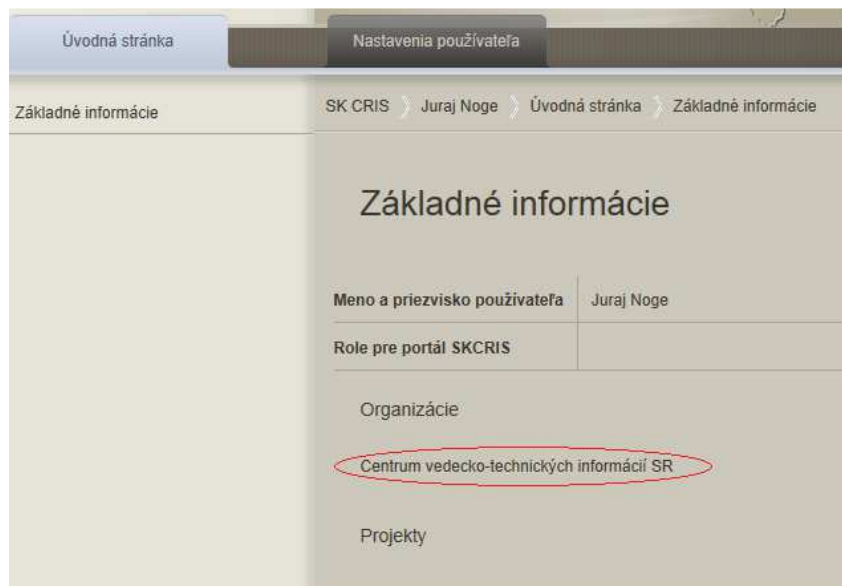 Úvodná stránka
Nastavenia používateľa
Základné informácie
SK CRIS Juraj Noge Úvodná stránka Základné informácie
Základné informácie
Meno a priezvisko používateľa Juraj Noge
Role pre portál SKCRIS
Organizácie
Centrum vedecko-technických informácií SR
Projekty